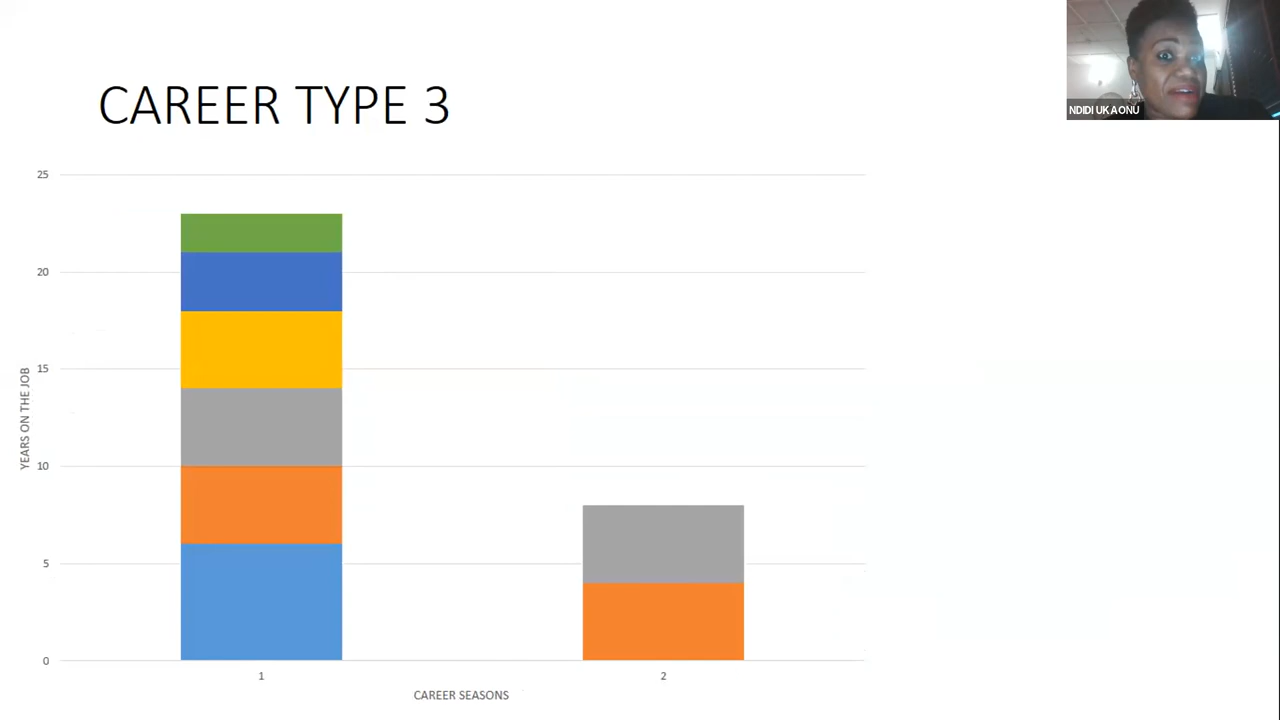 NDIDI UKAONU
CAREER TYPE 3
25
20
15
10
5
0
YEARS ON THE JOB
1
2
CAREER SEASONS